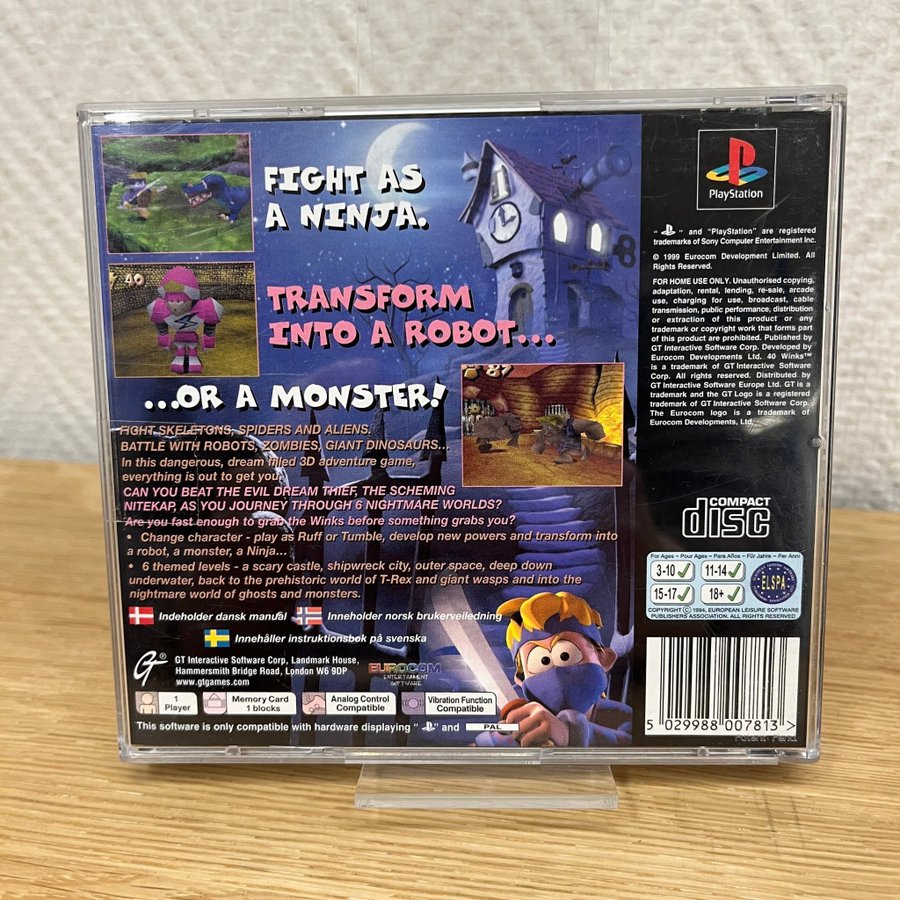 FIGHT AS
A NINJA.
TRANSFORM
INTO A ROBOT...
...OR A MONSTER!
FIGHT SKELETONS, SPIDERS AND ALIENS.
BATTLE WITH ROBOTS, ZOMBIES, GIANT DINOSAURS...
In this dangerous, dream filled 3D adventure game,
everything is out to get you
CAN YOU BEAT THE EVIL DREAM THIEF, THE SCHEMING
NITEKAP, AS YOU JOURNEY THROUGH 6 NIGHTMARE WORLDS?
Are you fast enough to grab the Winks before something grabs you?
• Change character - play as Ruff or Tumble, develop new powers and transform into
a robot, a monster, a Ninja...
• 6 themed levels - a scary castle, shipwreck city, outer space, deep down
underwater, back to the prehistoric world of T-Rex and giant wasps and into the
nightmare world of ghosts and monsters.
Indeholder dansk manual
Inneholder norsk brukerveiledning
Innehåller instruktionsbok på svenska
GT ®
GT Interactive Software Corp, Landmark House,
Hammersmith Bridge Road, London W6 9DP
www.gtgames.com
EUROCOM
ENTERTAINMENT
SOFTWARE
1
Player
Memory Card
1 blocks
Analog Control
Compatible
Vibration Function
Compatible
This software is only compatible with hardware displaying " " and PAL
40
PlayStation
" " and "PlayStation" are registered
trademarks of Sony Computer Entertainment Inc.
© 1999 Eurocom Development Limited. All
Rights Reserved.
FOR HOME USE ONLY. Unauthorised copying,
adaptation, rental, lending, re-sale, arcade
use, charging for use, broadcast, cable
transmission, public performance, distribution
or extraction of this product or any
trademark or copyright work that forms part
of this product are prohibited. Published by
GT Interactive Software Corp. Developed by
Eurocom Developments Ltd. 40 Winks™
is a trademark of GT Interactive Software
Corp. All rights reserved. Distributed by
GT Interactive Software Europe Ltd. GT is a
trademark and the GT Logo is a registered
trademark of GT Interactive Software Corp.
The Eurocom logo is a trademark of
Eurocom Developments, Ltd.
COMPACT
disc
For Ages - Pour Ages - Para Años - Für Jahre - Per Anni
3-10
11-14
15-17
18+
ELSPA
COPYRIGHT © 1994, EUROPEAN LEISURE SOFTWARE
PUBLISHERS ASSOCIATION. ALL RIGHTS RESERVED
5 029988 007813 >